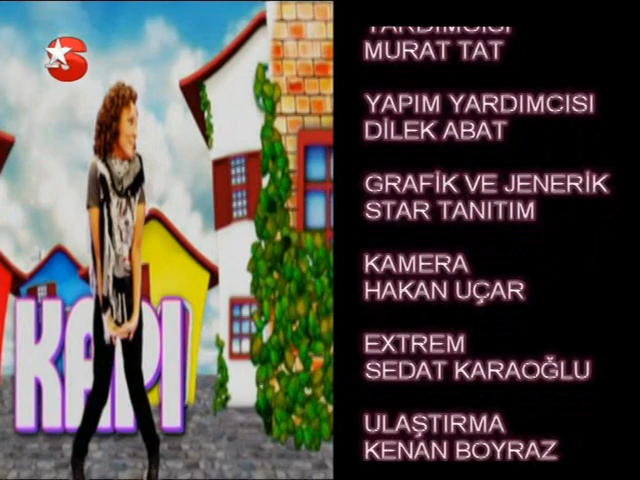 KAPI
YARDIMCISI
MURAT TAT
YAPIM YARDIMCISI
DİLEK ABAT
GRAFİK VE JENERİK
STAR TANITIM
KAMERA
HAKAN UÇAR
EXTREM
SEDAT KARAOĞLU
ULAŞTIRMA
KENAN BOYRAZ